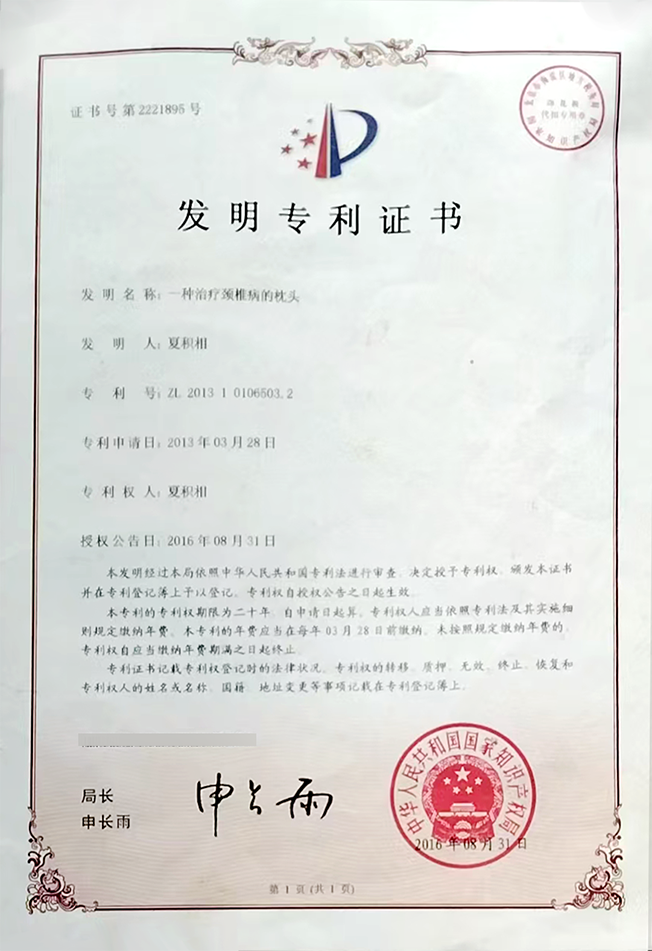 证书号第2221895号
发明专利证书
发明名称：一种治疗颈椎病的枕头
发明人：夏积相
专利号：ZL 2013 1 0106503.2
专利申请日：2013年03月28日
专利权人：夏积相
授权公告日：2016年08月31日
本发明经过本局依照中华人民共和国专利法进行审查，决定授予专利权，颁发本证书
并在专利登记簿上予以登记。专利权自授权公告之日起生效。
本专利的专利权期限为二十年，自申请日起算。专利权人应当依照专利法及其实施细
则规定缴纳年费。本专利的年费应当在每年03月28日前缴纳。未按照规定缴纳年费的，
专利权自应当缴纳年费期满之日起终止。
专利证书记载专利权登记时的法律状况。专利权的转移、质押、无效、终止、恢复和
专利权人的姓名或名称、国籍、地址变更等事项记载在专利登记簿上。
局长
申长雨
申长雨
中华人民共和国国家知识产权局
2016年08月31日
第1页（共1页）